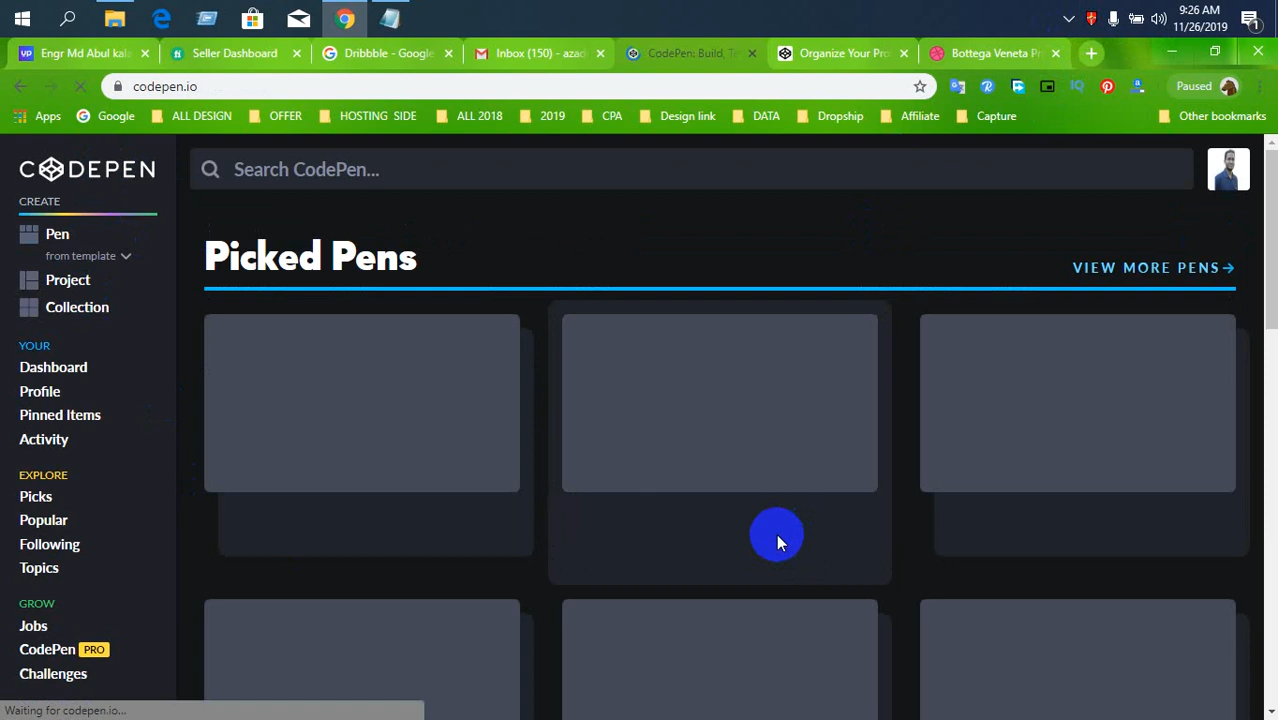 9:26 AM
11/26/2019
Engr Md Abul kala
Seller Dashboard
Dribbble - Google
Inbox (150) - azad
CodePen: Build, Te
Organize Your Pro
Bottega Veneta Pr
codepen.io
Paused
Apps
Google
ALL DESIGN
OFFER
HOSTING SIDE
ALL 2018
2019
CPA
Design link
DATA
Dropship
Affiliate
Capture
Other bookmarks
CODEPEN
Search CodePen...
CREATE
Pen
from template
Project
Collection
Picked Pens
VIEW MORE PENS
YOUR
Dashboard
Profile
Pinned Items
Activity
EXPLORE
Picks
Popular
Following
Topics
GROW
Jobs
CodePen PRO
Challenges
Waiting for codepen.io...